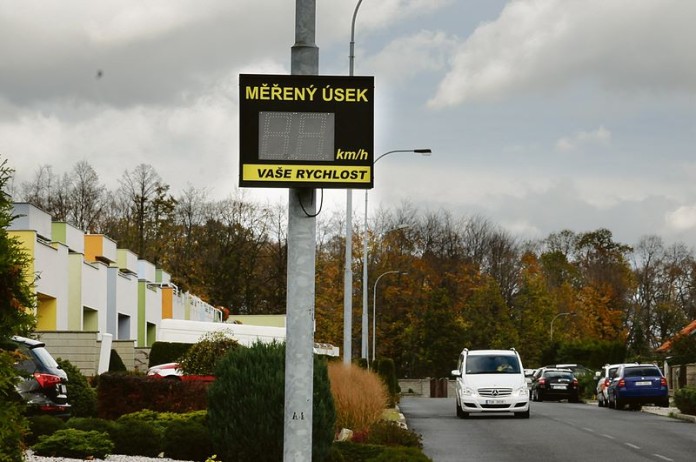 MĚŘENÝ ÚSEK
km/h
VAŠE RYCHLOST